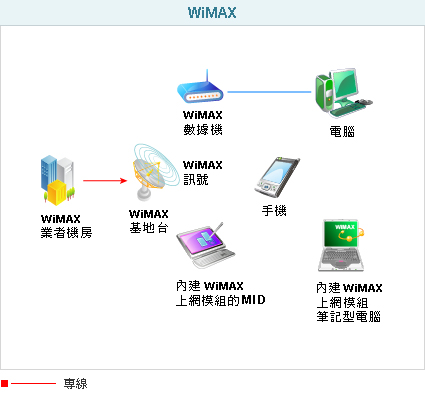 WiMAX
WiMAX
數據機
電腦
WiMAX
訊號
WiMAX
業者機房
WiMAX
基地台
手機
內建 WiMAX
上網模組的MID
WiMAX
內建 WiMAX
上網模組
筆記型電腦
專線